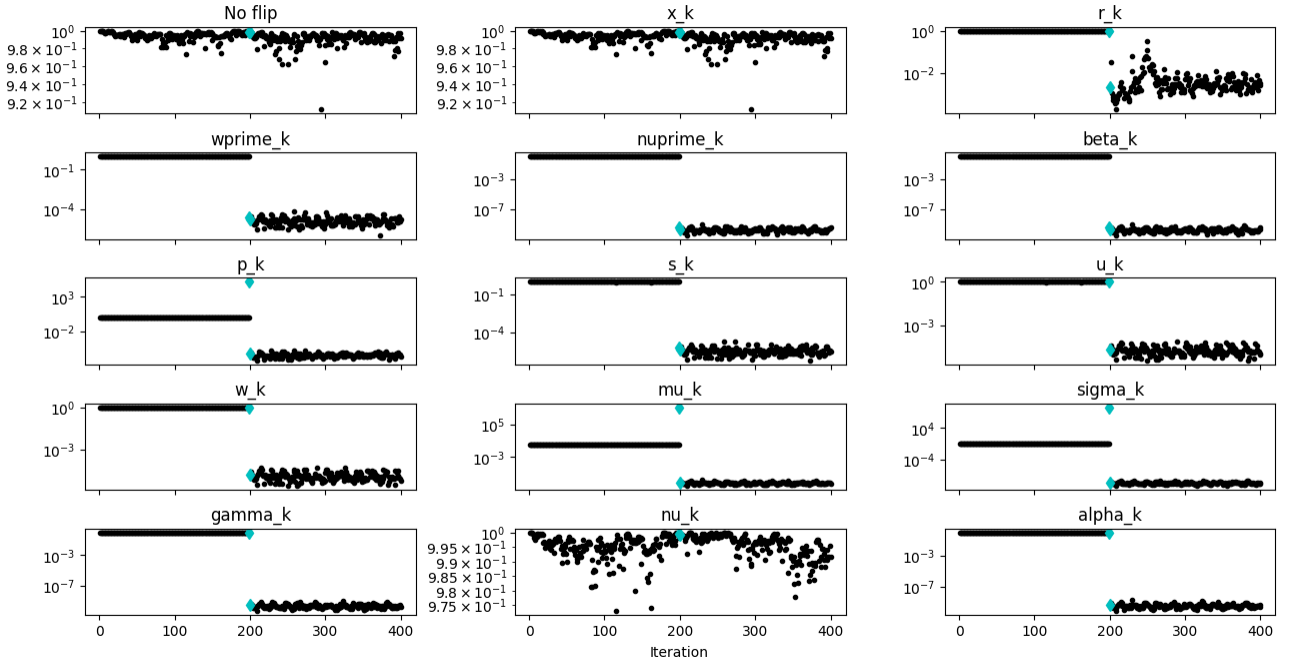 No flip
x_k
r_k
10^0
9.8 × 10^-1
9.6 × 10^-1
9.4 × 10^-1
9.2 × 10^-1
10^0
9.8 × 10^-1
9.6 × 10^-1
9.4 × 10^-1
9.2 × 10^-1
10^0
10^-2
wprime_k
nuprime_k
beta_k
10^-1
10^-4
10^-3
10^-7
10^-3
10^-7
p_k
s_k
u_k
10^3
10^-2
10^-1
10^-4
10^0
10^-3
w_k
mu_k
sigma_k
10^0
10^-3
10^5
10^-3
10^4
10^-4
gamma_k
nu_k
alpha_k
10^-3
10^-7
10^0
9.95 × 10^-1
9.9 × 10^-1
9.85 × 10^-1
9.8 × 10^-1
9.75 × 10^-1
10^-3
10^-7
0 100 200 300 400
0 100 200 300 400
0 100 200 300 400
Iteration